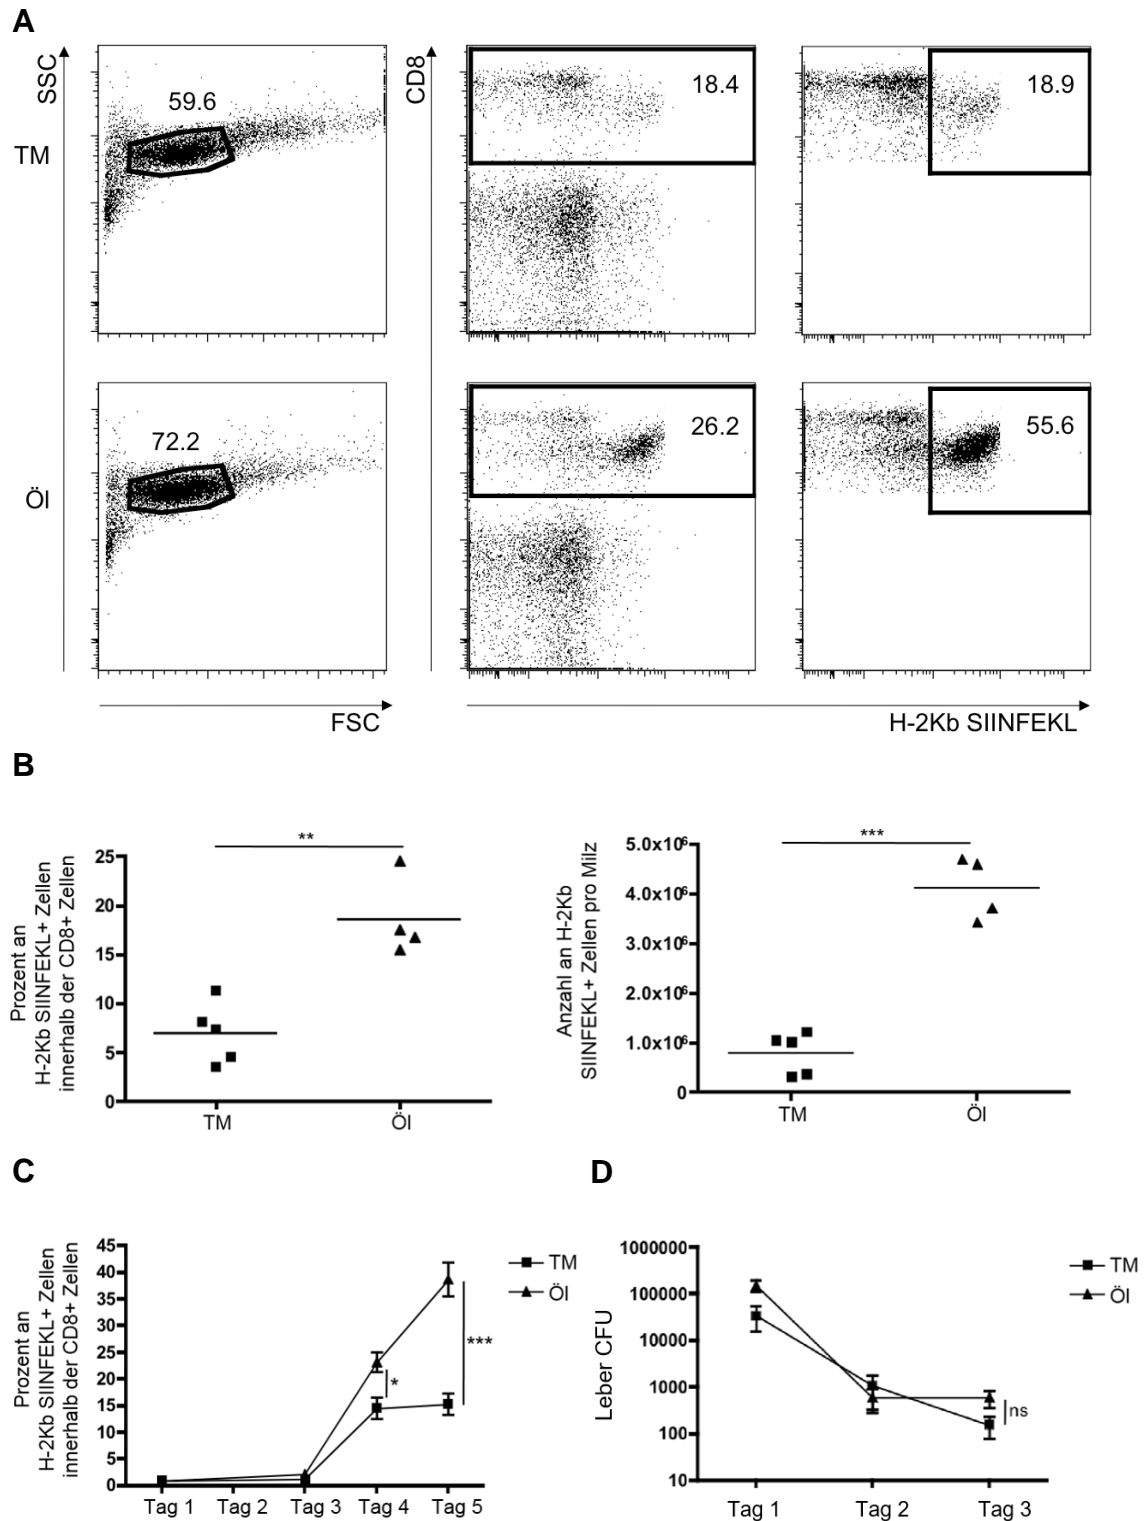 A
SSC
TM
59.6
CD8
18.4
18.9
Öl
72.2
26.2
55.6
FSC
H-2Kb SIINFEKL
B
Prozent an
H-2Kb SIINFEKL+ Zellen
innerhalb der CD8+ Zellen
**
25
20
15
10
5
0
TM
Öl
Anzahl an H-2Kb
SIINFEKL+ Zellen pro Milz
***
5.0x10⁶
4.0x10⁶
3.0x10⁶
2.0x10⁶
1.0x10⁶
0
TM
Öl
C
Prozent an
H-2Kb SIINFEKL+ Zellen
innerhalb der CD8+ Zellen
45
40
35
30
25
20
15
10
5
0
TM
Öl
***
*
Tag 1
Tag 2
Tag 3
Tag 4
Tag 5
D
Leber CFU
1000000
100000
10000
1000
100
10
TM
Öl
ns
Tag 1
Tag 2
Tag 3